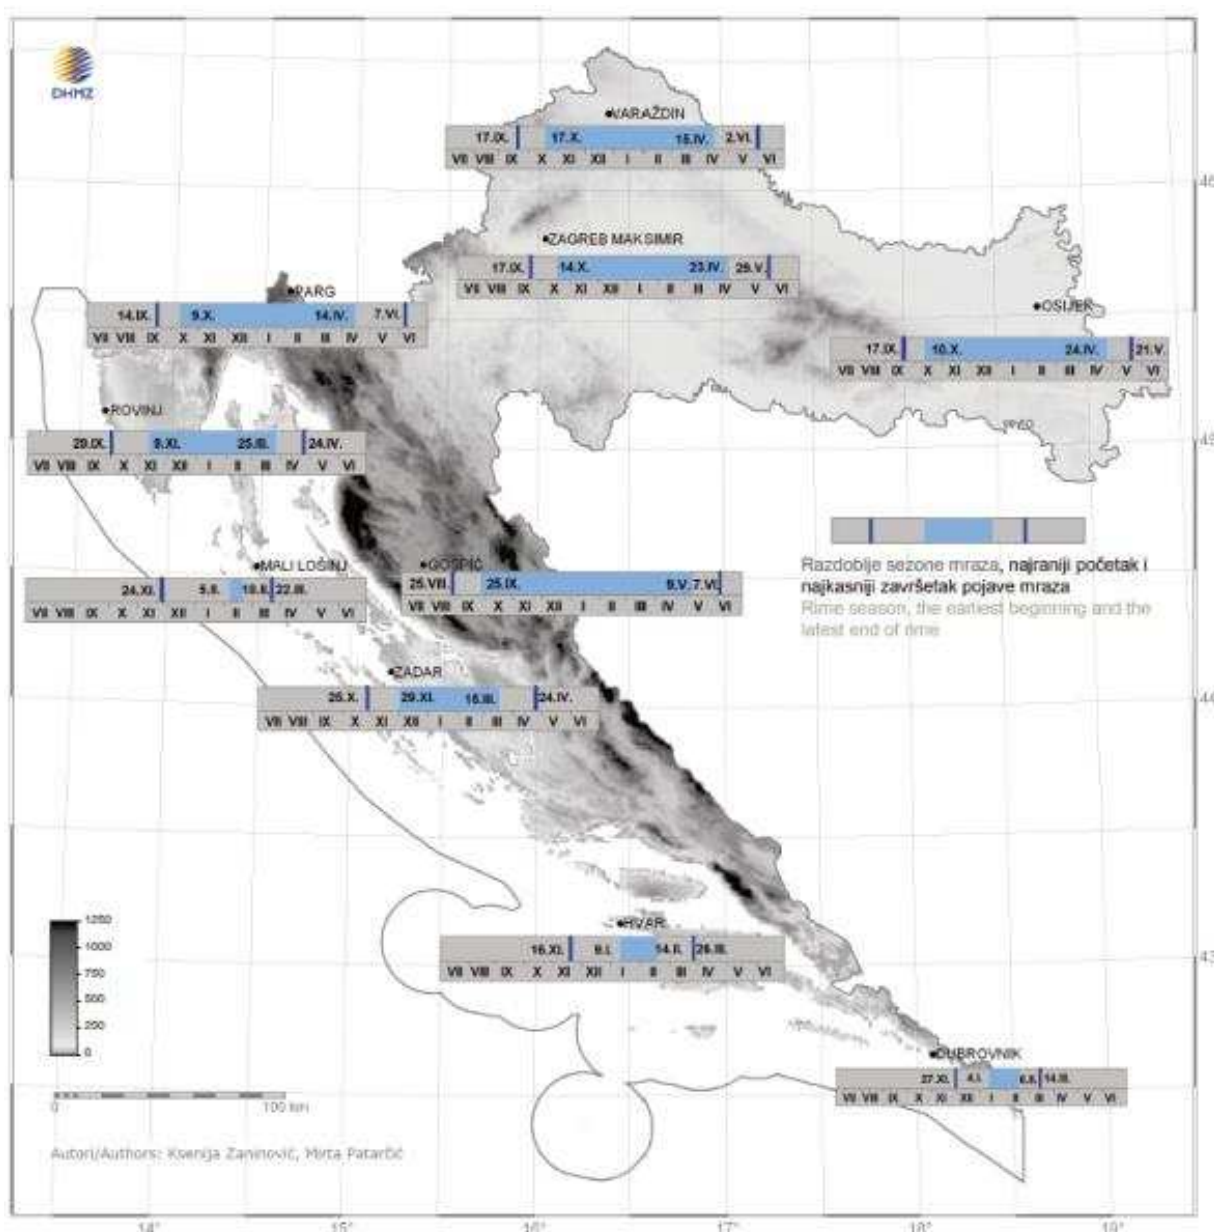 DHMZ
VARAŽDIN
17.IX. 17.X. 15.IV. 2.VI.
VII VIII IX X XI XII I II III IV V VI
ZAGREB MAKSIMIR
17.IX. 14.X. 23.IV. 25.V.
VII VIII IX X XI XII I II III IV V VI
PARG
14.IX. 9.X. 14.IV. 7.VI.
VII VIII IX X XI XII I II III IV V VI
OSIJEK
17.IX. 10.X. 24.IV. 21.V.
VII VIII IX X XI XII I II III IV V VI
ROVINJ
29.IX. 9.XI. 25.III. 24.IV.
VII VIII IX X XI XII I II III IV V VI
Razdoblje sezone mraza, najraniji početak i
najkasniji završetak pojave mraza
Rime season, the earliest beginning and the
latest end of rime
MALI LOŠINJ
24.XI. 5.II. 18.II. 22.III.
VII VIII IX X XI XII I II III IV V VI
GOSPIĆ
25.VIII. 25.IX. 9.V. 7.VI.
VII VIII IX X XI XII I II III IV V VI
ZADAR
25.X. 29.XI. 15.III. 24.IV.
VII VIII IX X XI XII I II III IV V VI
HVAR
16.XI. 9.I. 14.II. 26.III.
VII VIII IX X XI XII I II III IV V VI
DUBROVNIK
27.XI. 4.I. 6.II. 14.III.
VII VIII IX X XI XII I II III IV V VI
1250
1000
750
500
250
0
0 100 km
Autori/Authors: Ksenija Zaninović, Mirta Patarčić
46
45
44
43
14° 15° 16° 17° 18° 19°